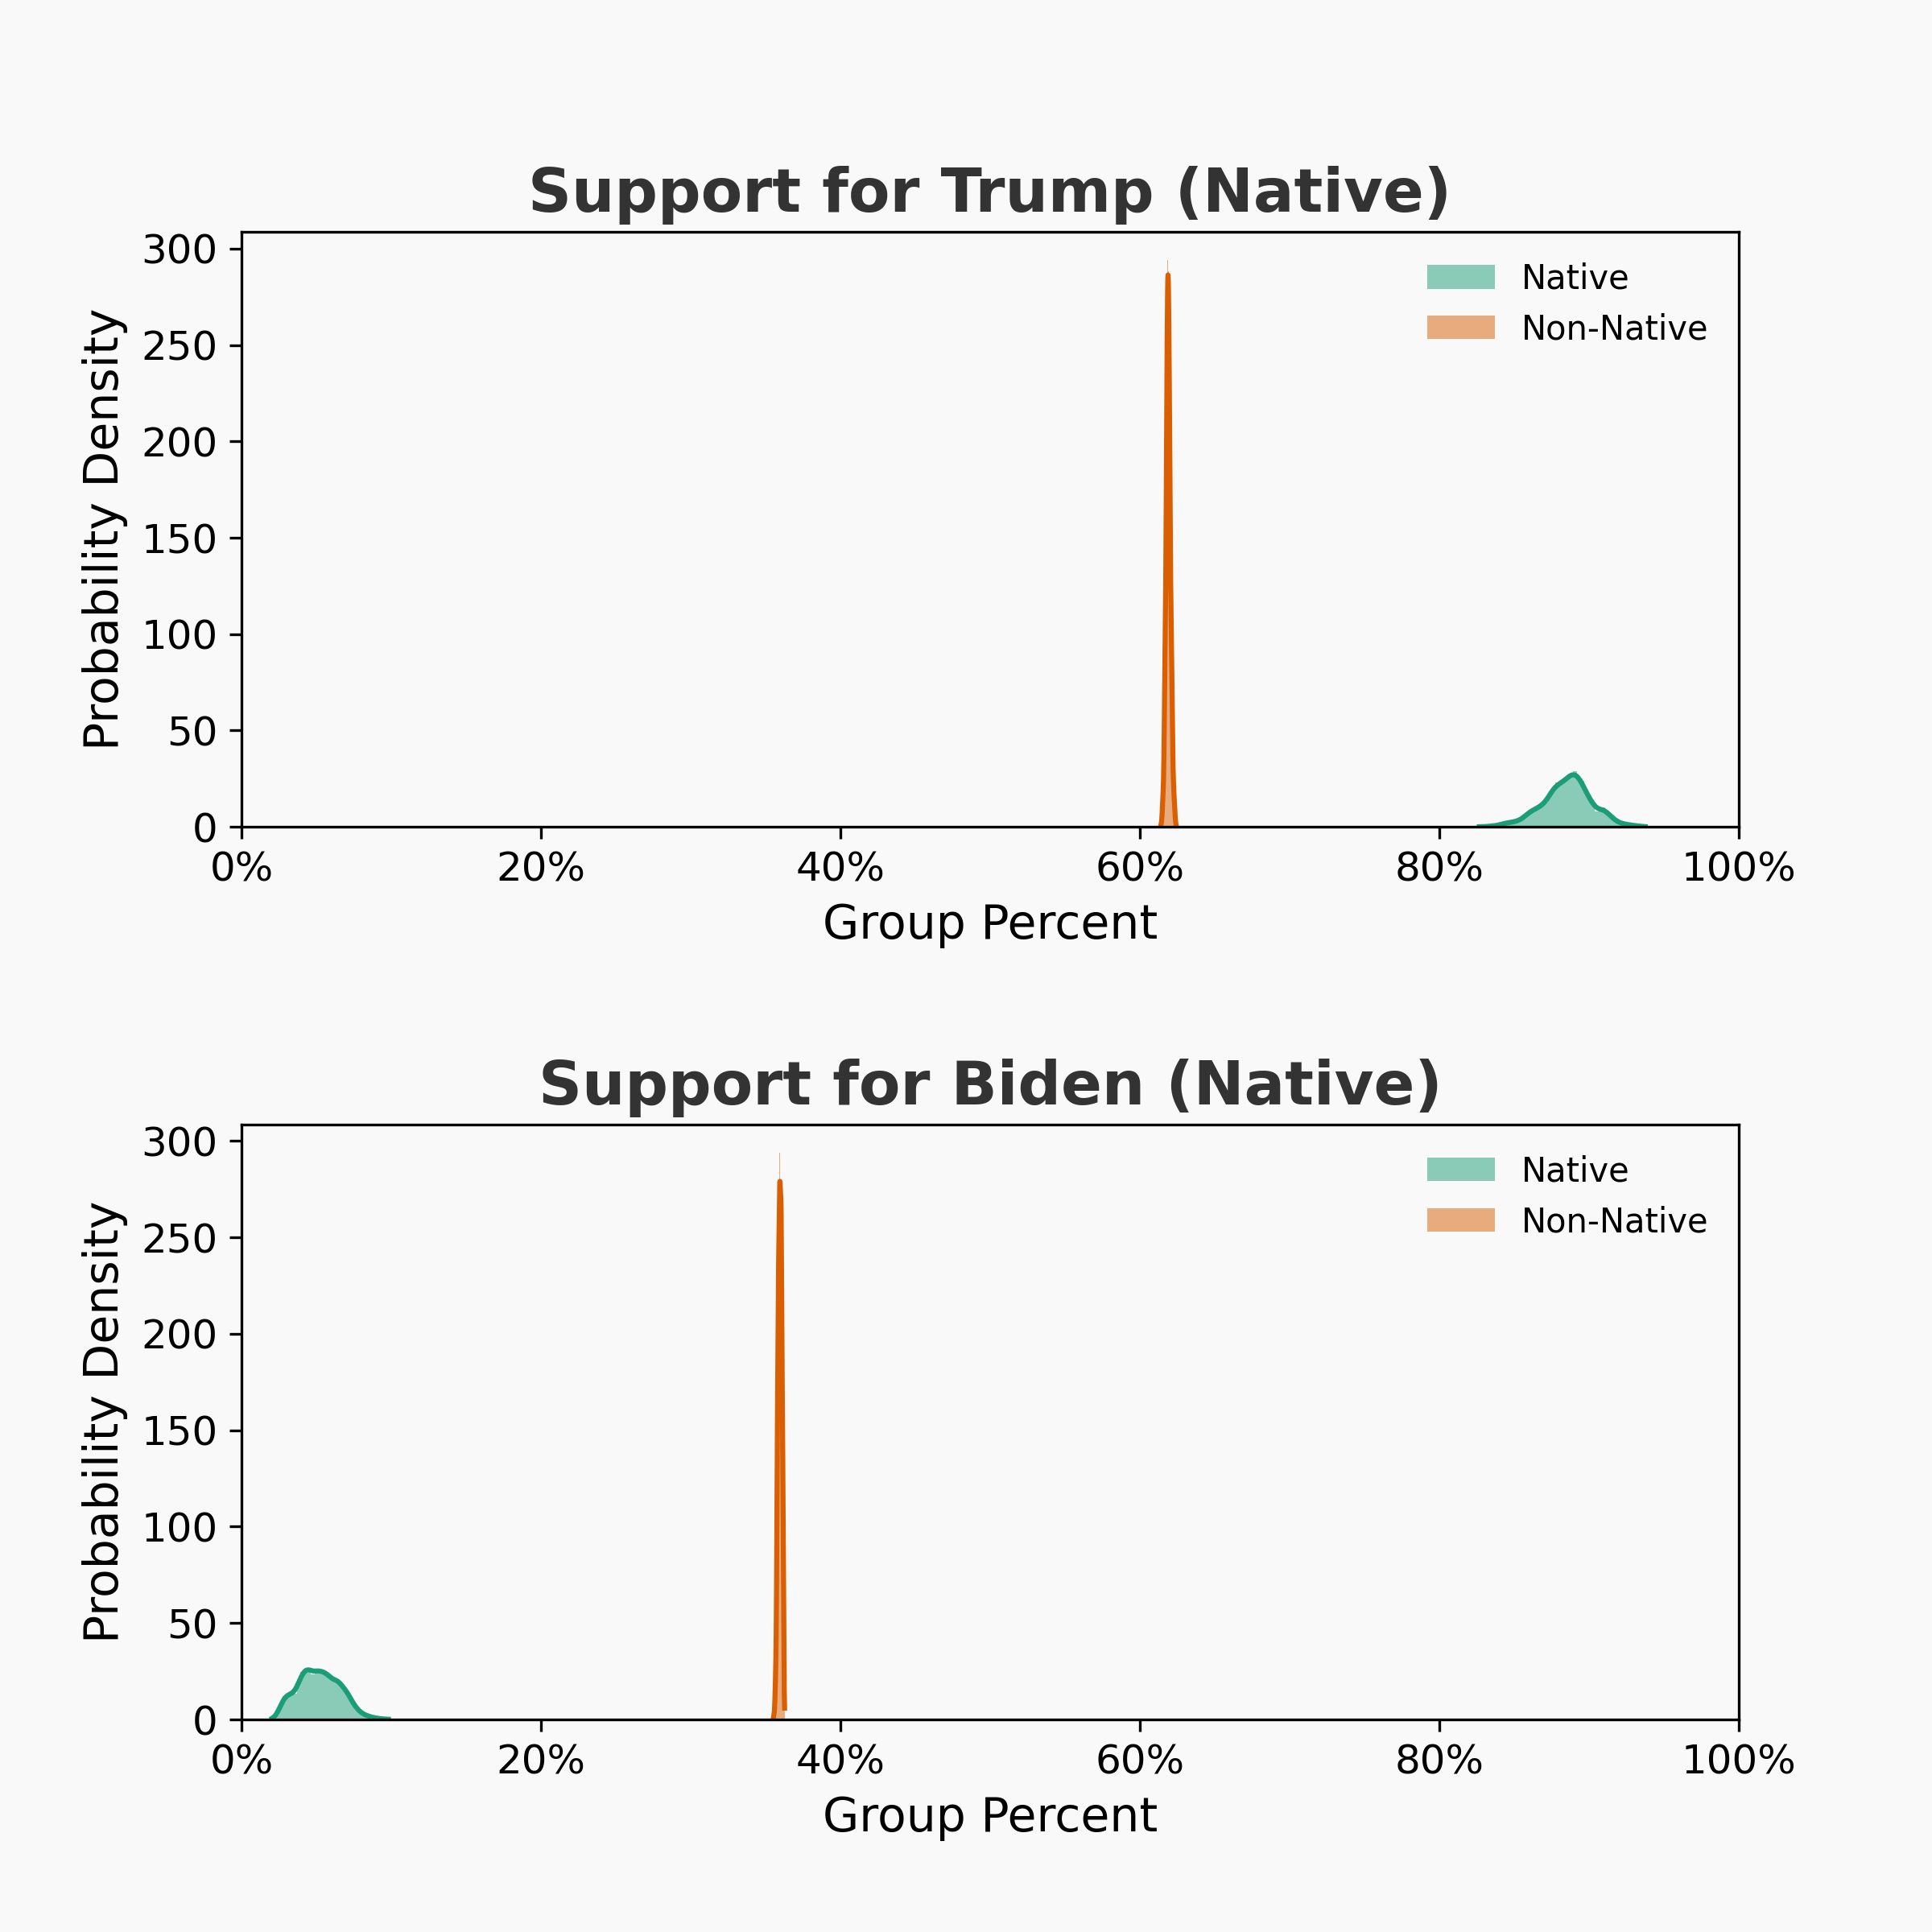 Support for Trump (Native)
Probability Density
300
250
200
150
100
50
0
0% 20% 40% 60% 80% 100%
Group Percent
Native
Non-Native
Support for Biden (Native)
Probability Density
300
250
200
150
100
50
0
0% 20% 40% 60% 80% 100%
Group Percent
Native
Non-Native